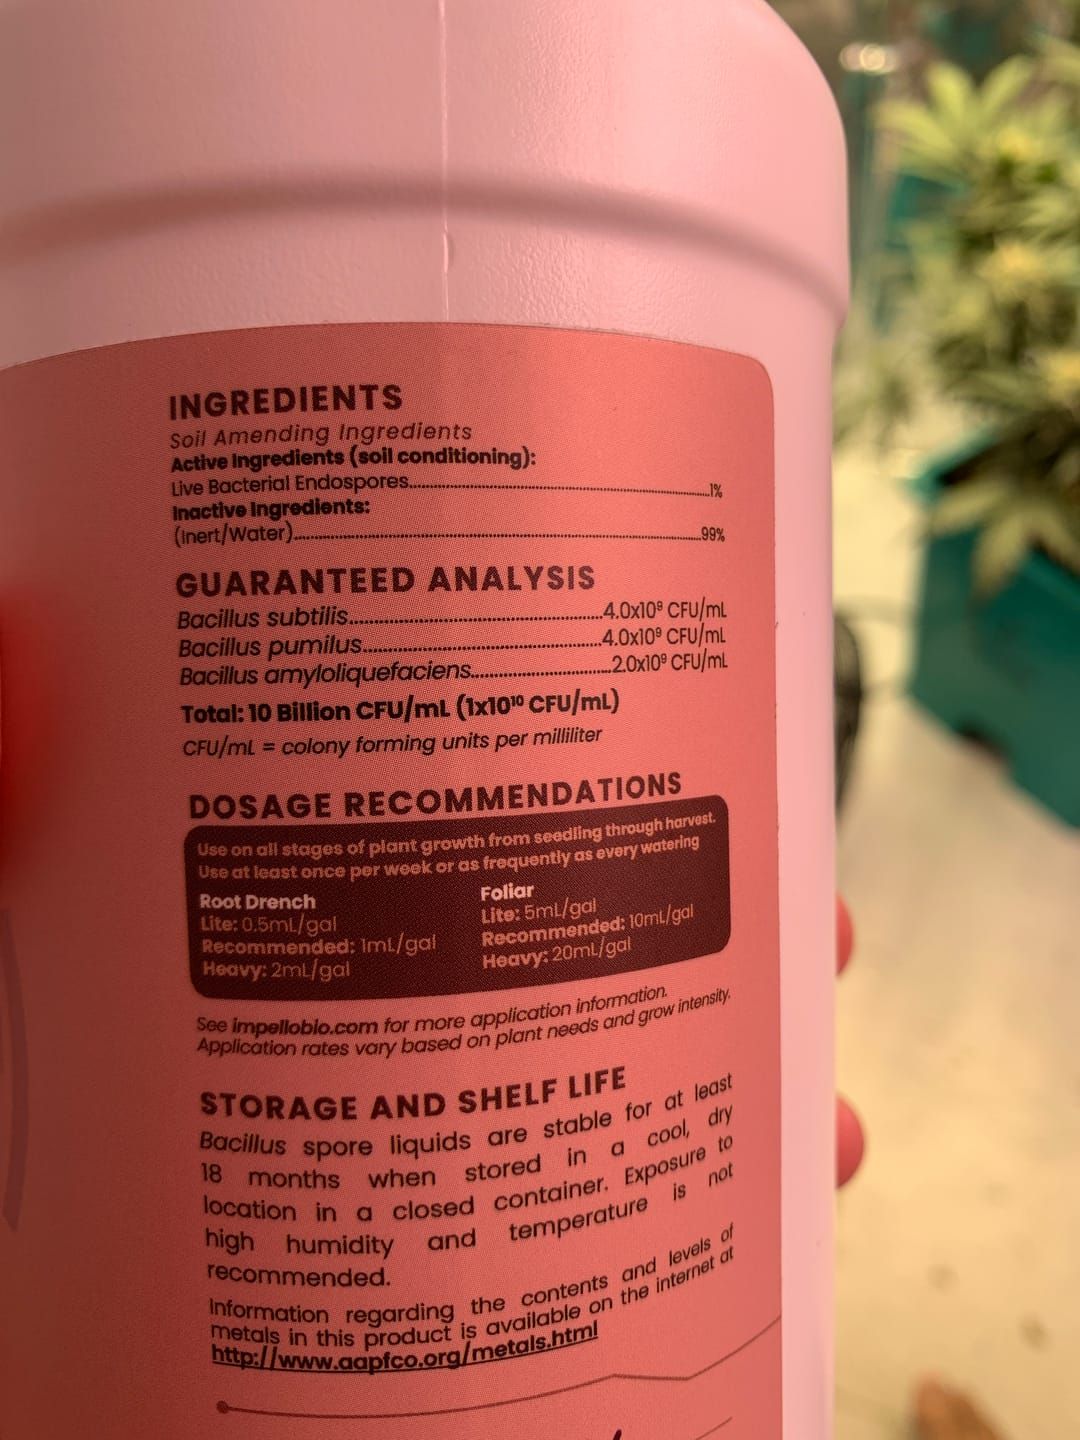 INGREDIENTS
Soil Amending Ingredients
Active Ingredients (soil conditioning):
Live Bacterial Endospores..........1%
Inactive Ingredients:
(Inert/Water)..........99%
GUARANTEED ANALYSIS
Bacillus subtilis..........4.0x10⁹ CFU/mL
Bacillus pumilus..........4.0x10⁹ CFU/mL
Bacillus amyloliquefaciens..........2.0x10⁹ CFU/mL
Total: 10 Billion CFU/mL (1x10¹⁰ CFU/mL)
CFU/mL = colony forming units per milliliter
DOSAGE RECOMMENDATIONS
Use on all stages of plant growth from seedling through harvest.
Use at least once per week or as frequently as every watering
Root Drench
Lite: 0.5mL/gal
Recommended: 1mL/gal
Heavy: 2mL/gal
Foliar
Lite: 5mL/gal
Recommended: 10mL/gal
Heavy: 20mL/gal
See impellobio.com for more application information.
Application rates vary based on plant needs and grow intensity.
STORAGE AND SHELF LIFE
Bacillus spore liquids are stable for at least
18 months when stored in a cool, dry
location in a closed container. Exposure to
high humidity and temperature is not
recommended.
Information regarding the contents and levels of
metals in this product is available on the internet at
http://www.aapfco.org/metals.html